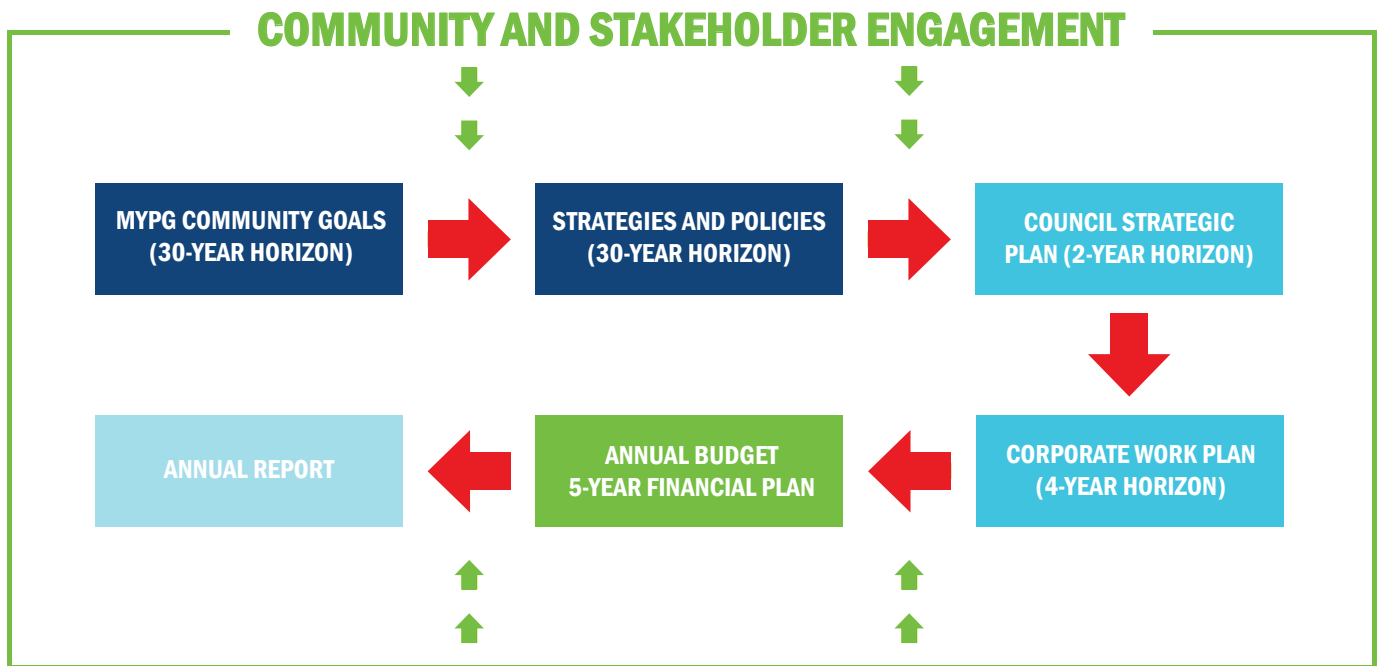 COMMUNITY AND STAKEHOLDER ENGAGEMENT
MYPG COMMUNITY GOALS
(30-YEAR HORIZON)
STRATEGIES AND POLICIES
(30-YEAR HORIZON)
COUNCIL STRATEGIC
PLAN (2-YEAR HORIZON)
ANNUAL REPORT
ANNUAL BUDGET
5-YEAR FINANCIAL PLAN
CORPORATE WORK PLAN
(4-YEAR HORIZON)